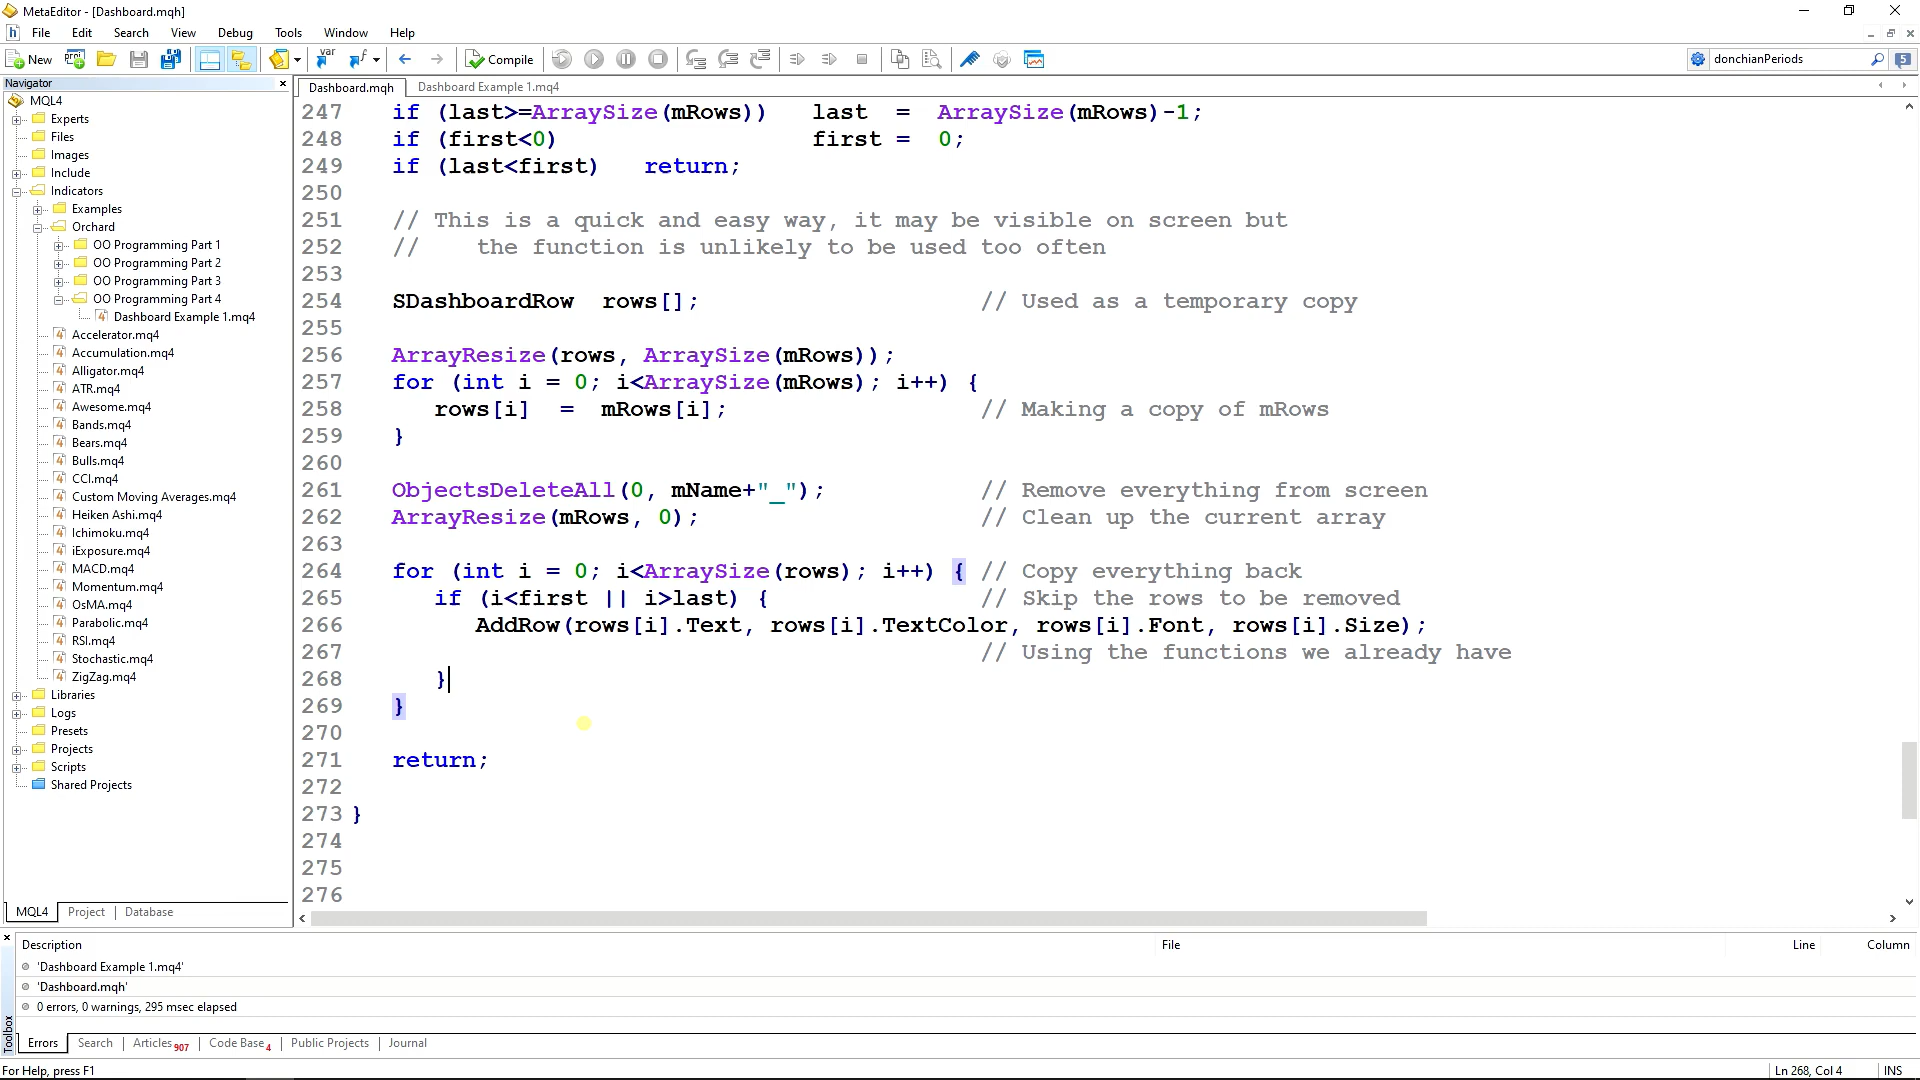 MetaEditor - [Dashboard.mqh]
File Edit Search View Debug Tools Window Help
New Compile donchianPeriods 5
Navigator
Dashboard.mqh Dashboard Example 1.mq4
MQL4
Experts
Files
Images
Include
Indicators
Examples
Orchard
OO Programming Part 1
OO Programming Part 2
OO Programming Part 3
OO Programming Part 4
Dashboard Example 1.mq4
Accelerator.mq4
Accumulation.mq4
Alligator.mq4
ATR.mq4
Awesome.mq4
Bands.mq4
Bears.mq4
Bulls.mq4
CCI.mq4
Custom Moving Averages.mq4
Heiken Ashi.mq4
Ichimoku.mq4
iExposure.mq4
MACD.mq4
Momentum.mq4
OsMA.mq4
Parabolic.mq4
RSI.mq4
Stochastic.mq4
ZigZag.mq4
Libraries
Logs
Presets
Projects
Scripts
Shared Projects
MQL4 Project Database
247 if (last>=ArraySize(mRows)) last = ArraySize(mRows)-1;
248 if (first<0) first = 0;
249 if (last<first) return;
250
251 // This is a quick and easy way, it may be visible on screen but
252 // the function is unlikely to be used too often
253
254 SDashboardRow rows[]; // Used as a temporary copy
255
256 ArrayResize(rows, ArraySize(mRows));
257 for (int i = 0; i<ArraySize(mRows); i++) {
258 rows[i] = mRows[i]; // Making a copy of mRows
259 }
260
261 ObjectsDeleteAll(0, mName+"_"); // Remove everything from screen
262 ArrayResize(mRows, 0); // Clean up the current array
263
264 for (int i = 0; i<ArraySize(rows); i++) { // Copy everything back
265 if (i<first || i>last) { // Skip the rows to be removed
266 AddRow(rows[i].Text, rows[i].TextColor, rows[i].Font, rows[i].Size);
267 // Using the functions we already have
268 }
269 }
270
271 return;
272
273 }
274
275
276
Description File Line Column
'Dashboard Example 1.mq4'
'Dashboard.mqh'
0 errors, 0 warnings, 295 msec elapsed
Toolbox
Errors Search Articles 907 Code Base 4 Public Projects Journal
For Help, press F1 Ln 268, Col 4 INS